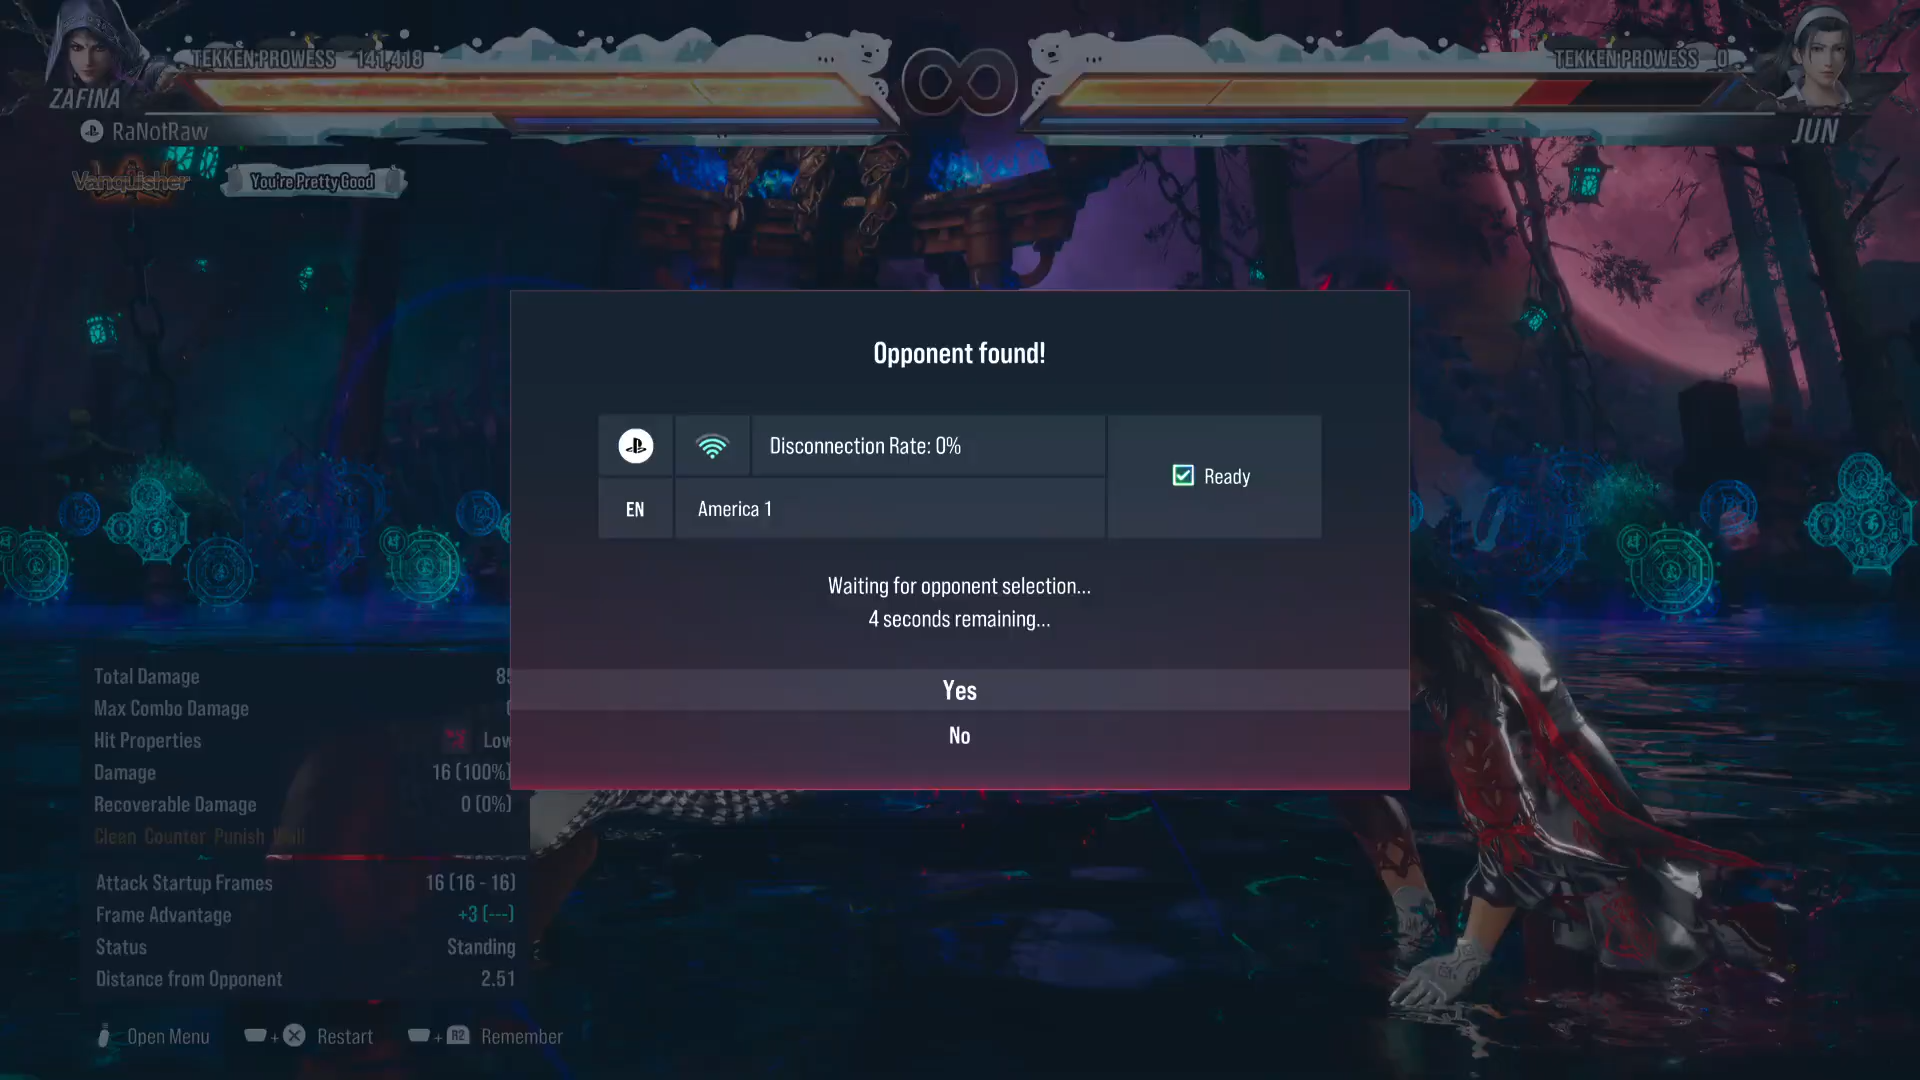 TEKKEN PROWESS 141,418
TEKKEN PROWESS 0
ZAFINA
JUN
RaNotRaw
Vanquisher
You're Pretty Good
Opponent found!
Disconnection Rate: 0%
EN
America 1
Ready
Waiting for opponent selection...
4 seconds remaining...
Yes
No
Total Damage 85
Max Combo Damage
Hit Properties Low
Damage 16 (100%)
Recoverable Damage 0 (0%)
Clean Counter Punish Wall
Attack Startup Frames 16 (16 - 16)
Frame Advantage +3 (---)
Status Standing
Distance from Opponent 2.51
Open Menu + Restart + R2 Remember